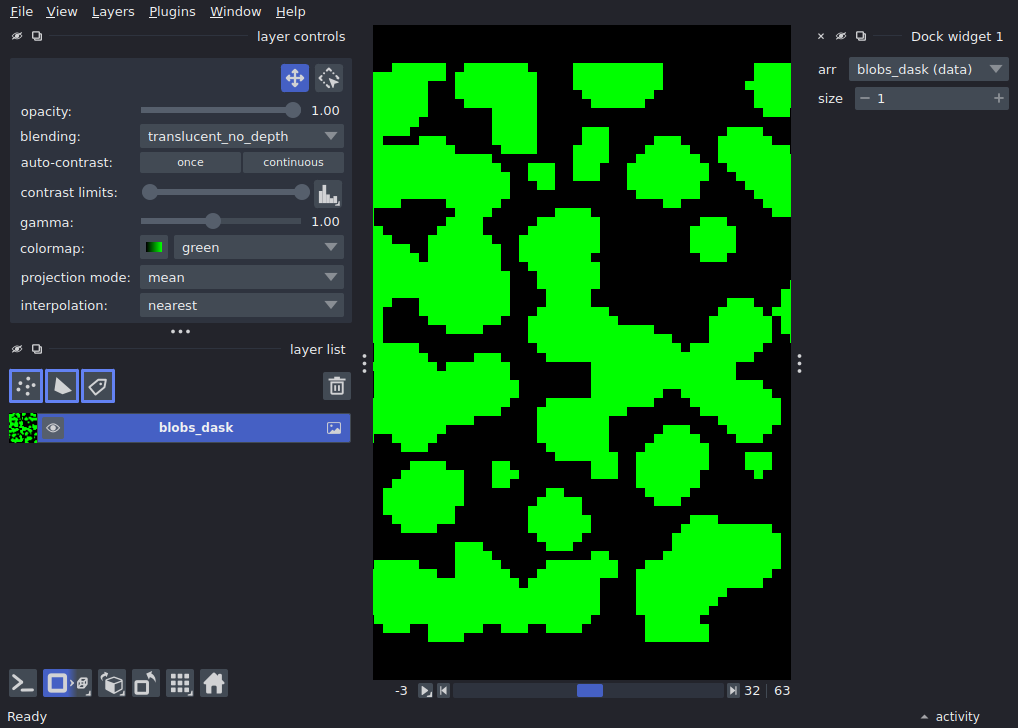 File View Layers Plugins Window Help
layer controls
opacity: 1.00
blending: translucent_no_depth
auto-contrast: once continuous
contrast limits:
gamma: 1.00
colormap: green
projection mode: mean
interpolation: nearest
layer list
blobs_dask
Dock widget 1
arr blobs_dask (data)
size 1
-3 32 63
Ready
activity